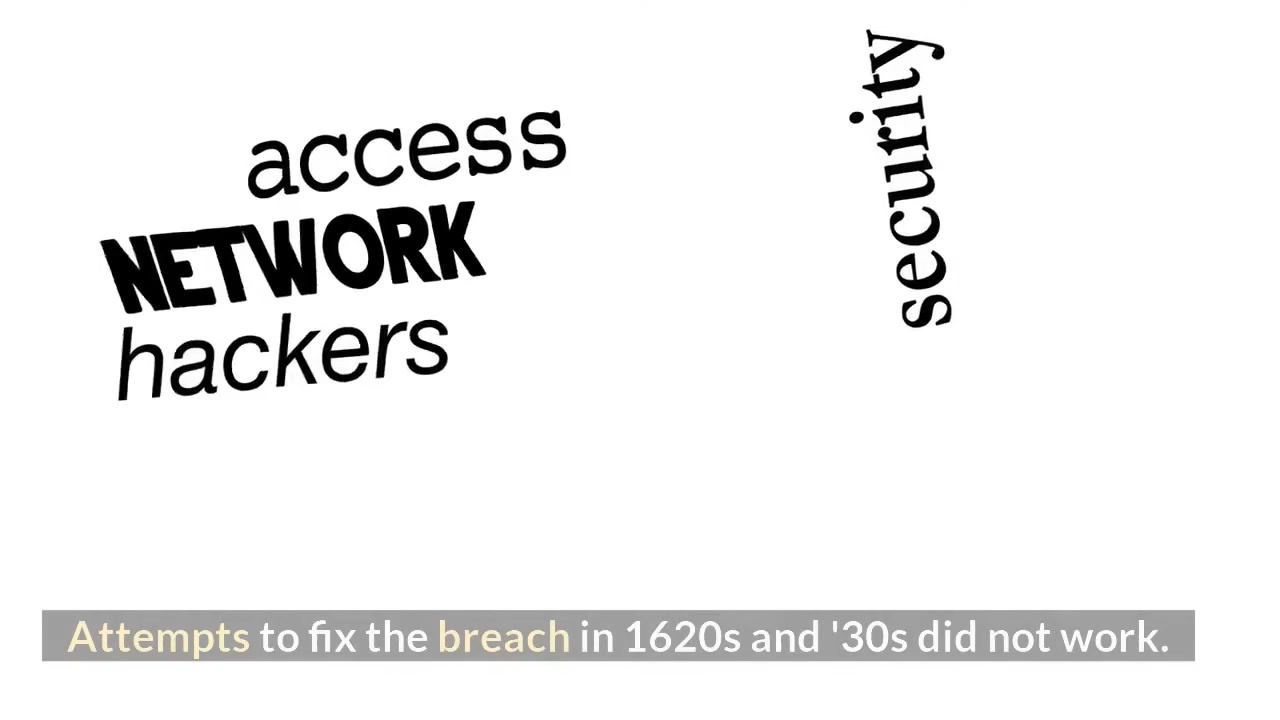 access
NETWORK
hackers
security
Attempts to fix the breach in 1620s and '30s did not work.